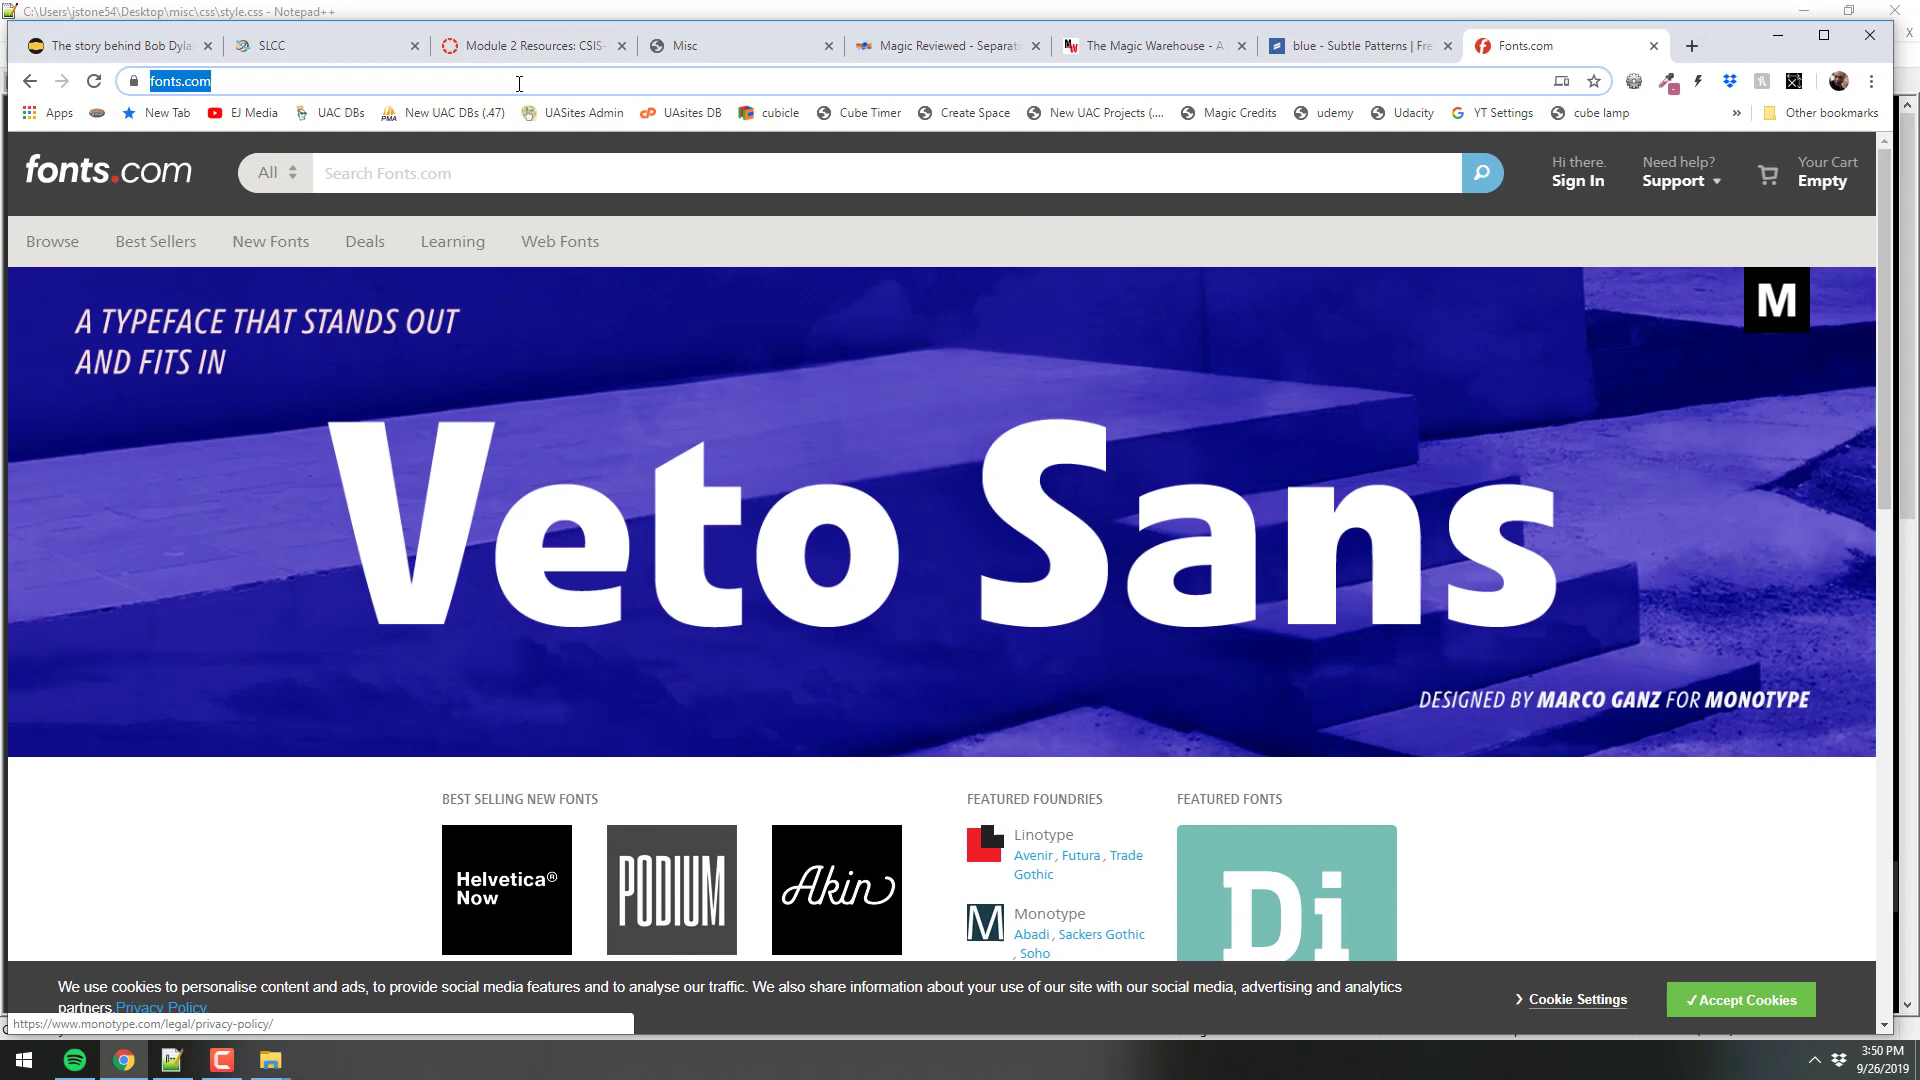 C:\Users\jstone54\Desktop\misc\css\style.css - Notepad++
The story behind Bob Dyla
SLCC
Module 2 Resources: CSIS-
Misc
Magic Reviewed - Separat
The Magic Warehouse - A
blue - Subtle Patterns | Fre
Fonts.com
fonts.com
Apps
New Tab
EJ Media
UAC DBs
New UAC DBs (.47)
UASites Admin
UAsites DB
cubicle
Cube Timer
Create Space
New UAC Projects (....
Magic Credits
udemy
Udacity
YT Settings
cube lamp
Other bookmarks
fonts.com
All
Search Fonts.com
Hi there.
Sign In
Need help?
Support
Your Cart
Empty
Browse
Best Sellers
New Fonts
Deals
Learning
Web Fonts
A TYPEFACE THAT STANDS OUT
AND FITS IN
M
Veto Sans
DESIGNED BY MARCO GANZ FOR MONOTYPE
BEST SELLING NEW FONTS
FEATURED FOUNDRIES
FEATURED FONTS
Helvetica®
Now
PODIUM
Akin
Linotype
Avenir , Futura , Trade
Gothic
M
Monotype
Abadi , Sackers Gothic
, Soho
Di
We use cookies to personalise content and ads, to provide social media features and to analyse our traffic. We also share information about your use of our site with our social media, advertising and analytics
partners.Privacy Policy
Cookie Settings
✓Accept Cookies
https://www.monotype.com/legal/privacy-policy/
3:50 PM
9/26/2019